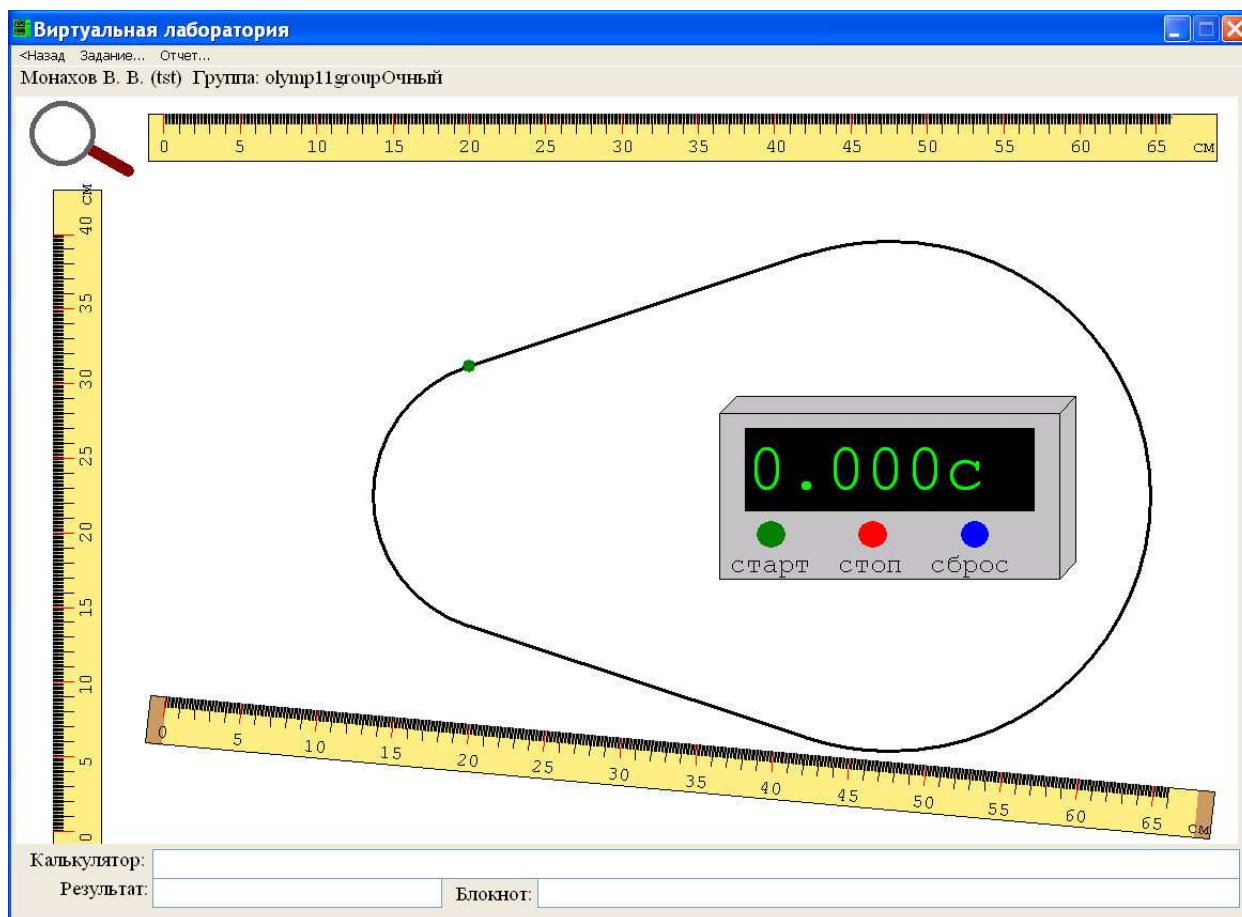 Виртуальная лаборатория
<Назад Задание... Отчет...
Монахов В. В. (tst) Группа: olymp11groupОчный
0 5 10 15 20 25 30 35 40 45 50 55 60 65 см
40 см
35
30
25
20
15
10
5
0
0.000с
старт стоп сброс
0 5 10 15 20 25 30 35 40 45 50 55 60 65 см
Калькулятор:
Результат: Блокнот: